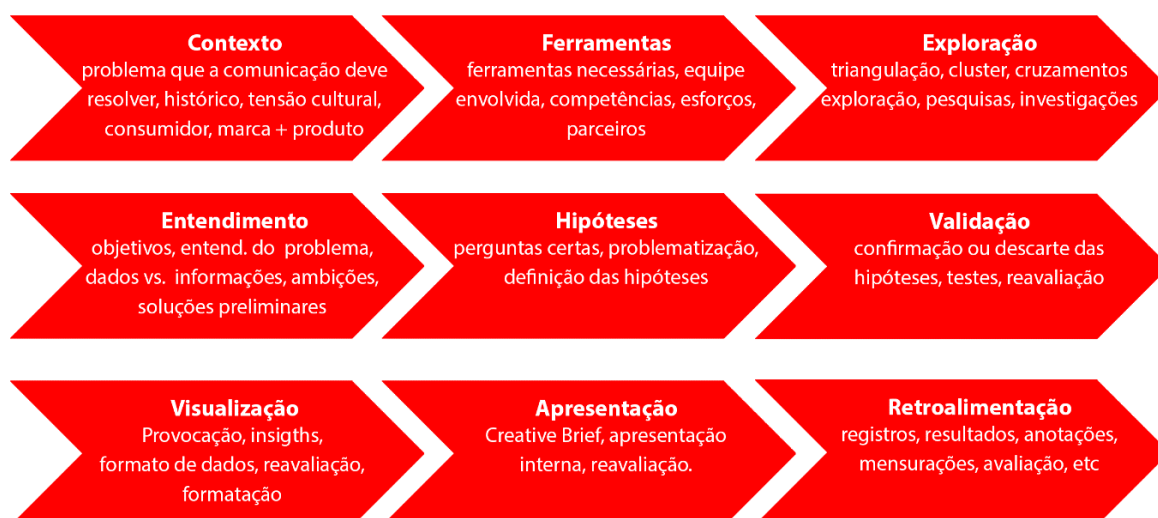 Contexto
problema que a comunicação deve
resolver, histórico, tensão cultural,
consumidor, marca + produto
Ferramentas
ferramentas necessárias, equipe
envolvida, competências, esforços,
parceiros
Exploração
triangulação, cluster, cruzamentos
exploração, pesquisas, investigações
Entendimento
objetivos, entend. do  problema,
dados vs.  informações, ambições,
soluções preliminares
Hipóteses
perguntas certas, problematização,
definição das hipóteses
Validação
confirmação ou descarte das
hipóteses, testes, reavaliação
Visualização
Provocação, insigths,
formato de dados, reavaliação,
formatação
Apresentação
Creative Brief, apresentação
interna, reavaliação.
Retroalimentação
registros, resultados, anotações,
mensurações, avaliação, etc